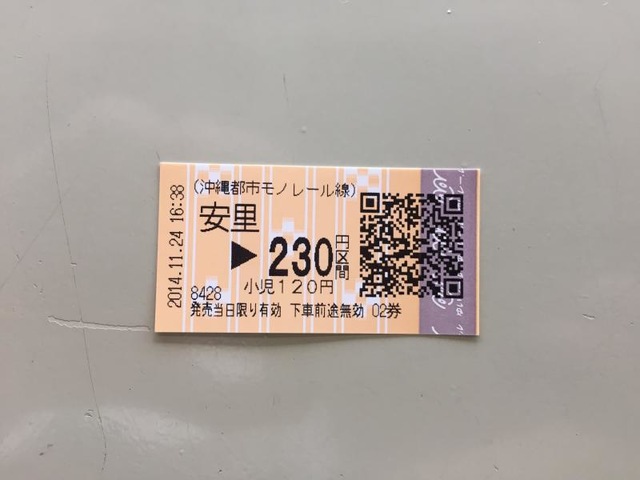 (沖縄都市モノレール線)
安里
▶230円区間
小児120円
8428
発売当日限り有効 下車前途無効 02券
2014.11.24 16:38